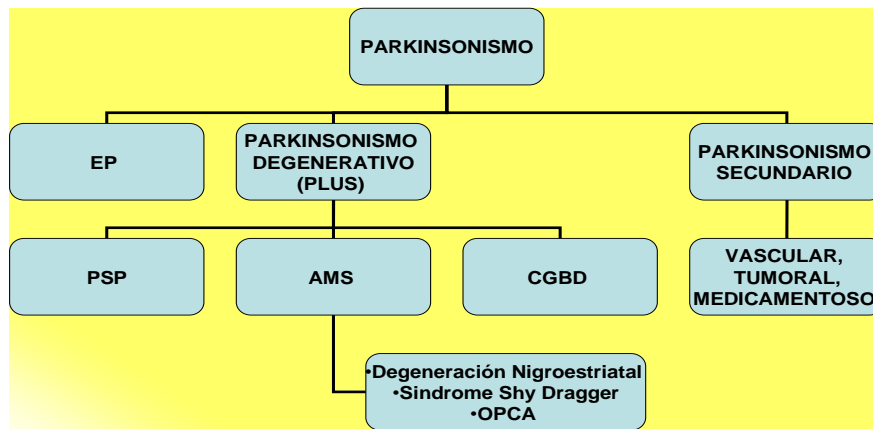 PARKINSONISMO
EP
PARKINSONISMO
DEGENERATIVO
(PLUS)
PARKINSONISMO
SECUNDARIO
PSP
AMS
CGBD
VASCULAR,
TUMORAL,
MEDICAMENTOSO
•Degeneración Nigroestriatal
•Sindrome Shy Dragger
•OPCA